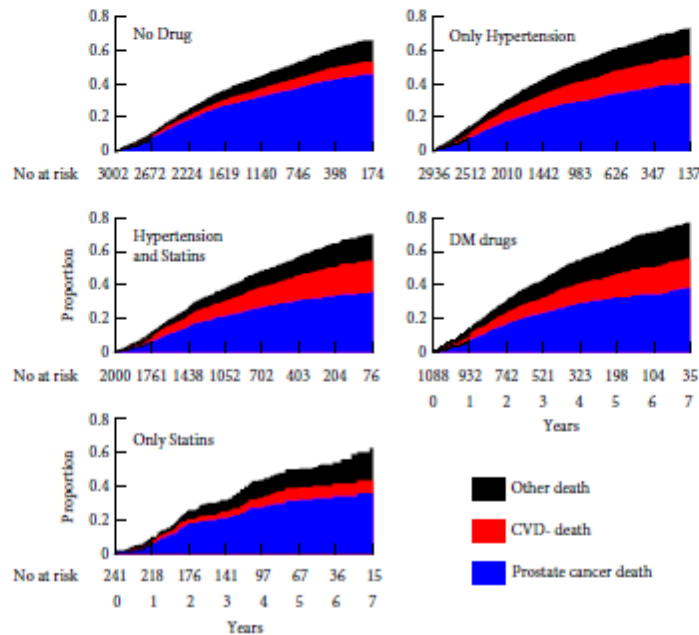 0.8
0.6
0.4
0.2
0
No Drug
No at risk 3002 2672 2224 1619 1140 746 398 174
0.8
0.6
0.4
0.2
0
Only Hypertension
2936 2512 2010 1442 983 626 347 137
Proportion
0.8
0.6
0.4
0.2
0
Hypertension
and Statins
No at risk 2000 1761 1438 1052 702 403 204 76
0.8
0.6
0.4
0.2
0
DM drugs
1088 932 742 521 323 198 104 35
0 1 2 3 4 5 6 7
Years
Proportion
0.8
0.6
0.4
0.2
0
Only Statins
No at risk 241 218 176 141 97 67 36 15
0 1 2 3 4 5 6 7
Years
Other death
CVD- death
Prostate cancer death